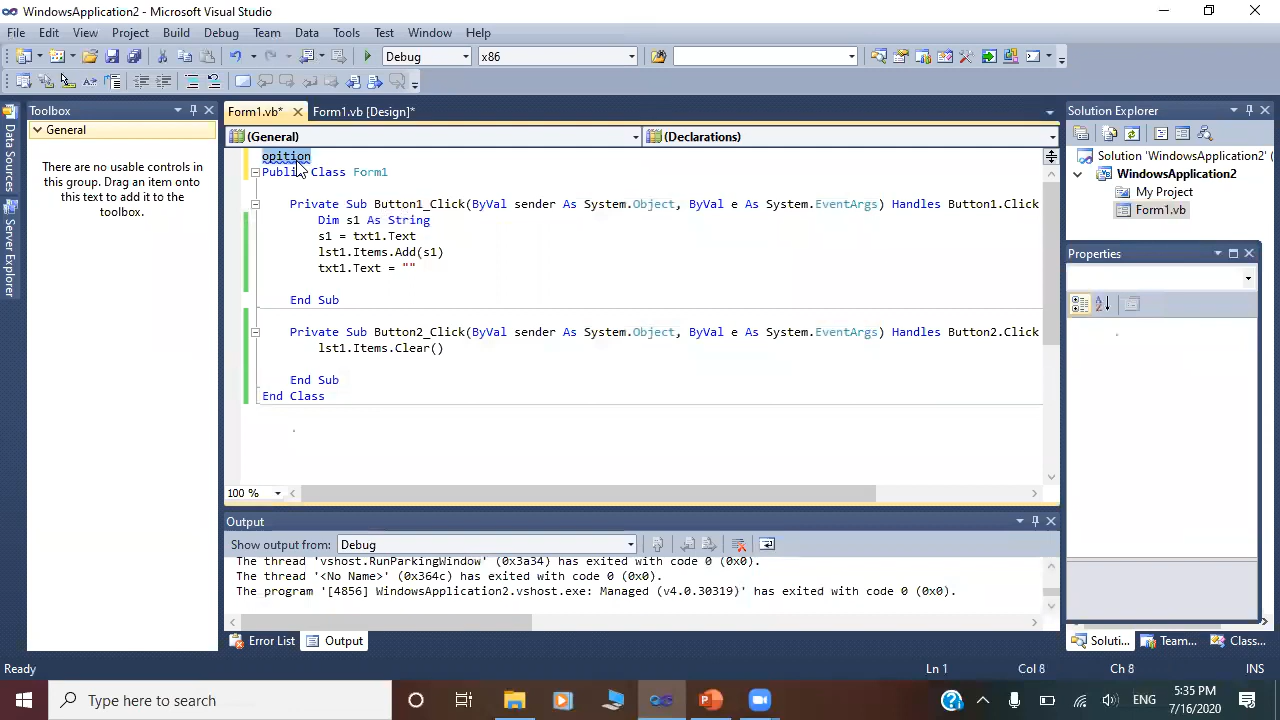 WindowsApplication2 - Microsoft Visual Studio
File Edit View Project Build Debug Team Data Tools Test Window Help
Debug x86
Data Sources
Server Explorer
Toolbox
General
There are no usable controls in
this group. Drag an item onto
this text to add it to the
toolbox.
Form1.vb* Form1.vb [Design]*
(General) (Declarations)
opition
Public Class Form1
Private Sub Button1_Click(ByVal sender As System.Object, ByVal e As System.EventArgs) Handles Button1.Click
Dim s1 As String
s1 = txt1.Text
lst1.Items.Add(s1)
txt1.Text = ""
End Sub
Private Sub Button2_Click(ByVal sender As System.Object, ByVal e As System.EventArgs) Handles Button2.Click
lst1.Items.Clear()
End Sub
End Class
100 %
Output
Show output from: Debug
The thread 'vshost.RunParkingWindow' (0x3a34) has exited with code 0 (0x0).
The thread '<No Name>' (0x364c) has exited with code 0 (0x0).
The program '[4856] WindowsApplication2.vshost.exe: Managed (v4.0.30319)' has exited with code 0 (0x0).
Error List Output
Solution Explorer
Solution 'WindowsApplication2'
WindowsApplication2
My Project
Form1.vb
Properties
Soluti... Team... Class...
Ready Ln 1 Col 8 Ch 8 INS
Type here to search
ENG
5:35 PM
7/16/2020